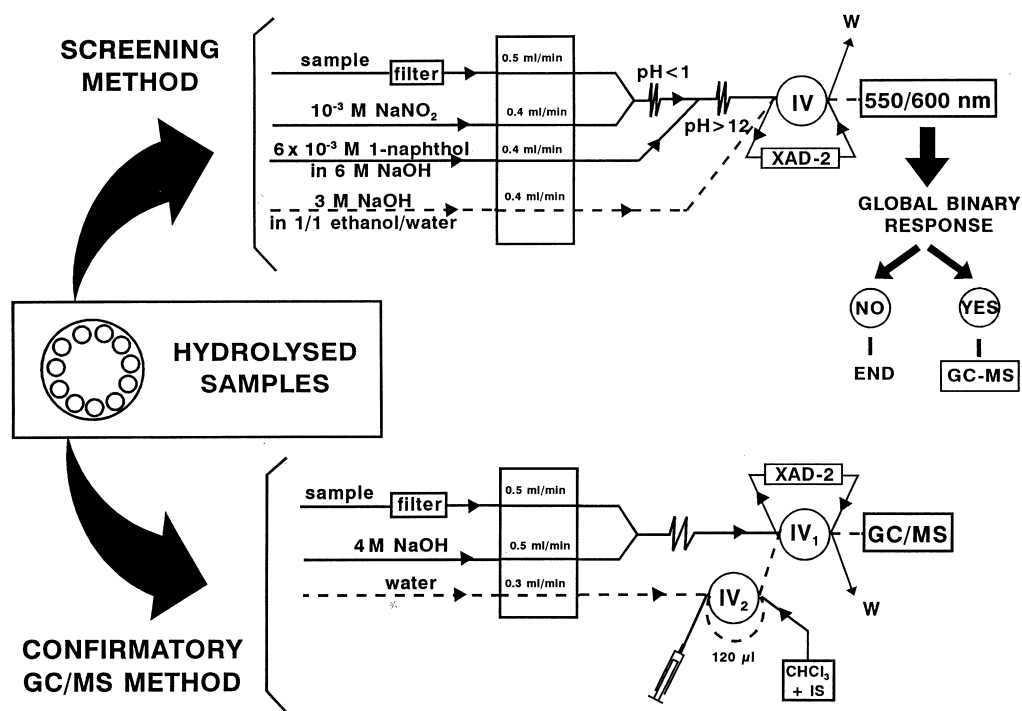 SCREENING
METHOD
sample
filter
0.5 ml/min
10⁻³ M NaNO₂
0.4 ml/min
6 x 10⁻³ M 1-naphthol
in 6 M NaOH
0.4 ml/min
3 M NaOH
in 1/1 ethanol/water
0.4 ml/min
pH<1
pH>12
IV
W
XAD-2
550/600 nm
GLOBAL BINARY
RESPONSE
NO
YES
END
GC-MS
HYDROLYSED
SAMPLES
CONFIRMATORY
GC/MS METHOD
sample
filter
0.5 ml/min
4 M NaOH
0.5 ml/min
water
0.3 ml/min
XAD-2
IV₁
GC/MS
W
IV₂
120 µl
CHCl₃
+ IS